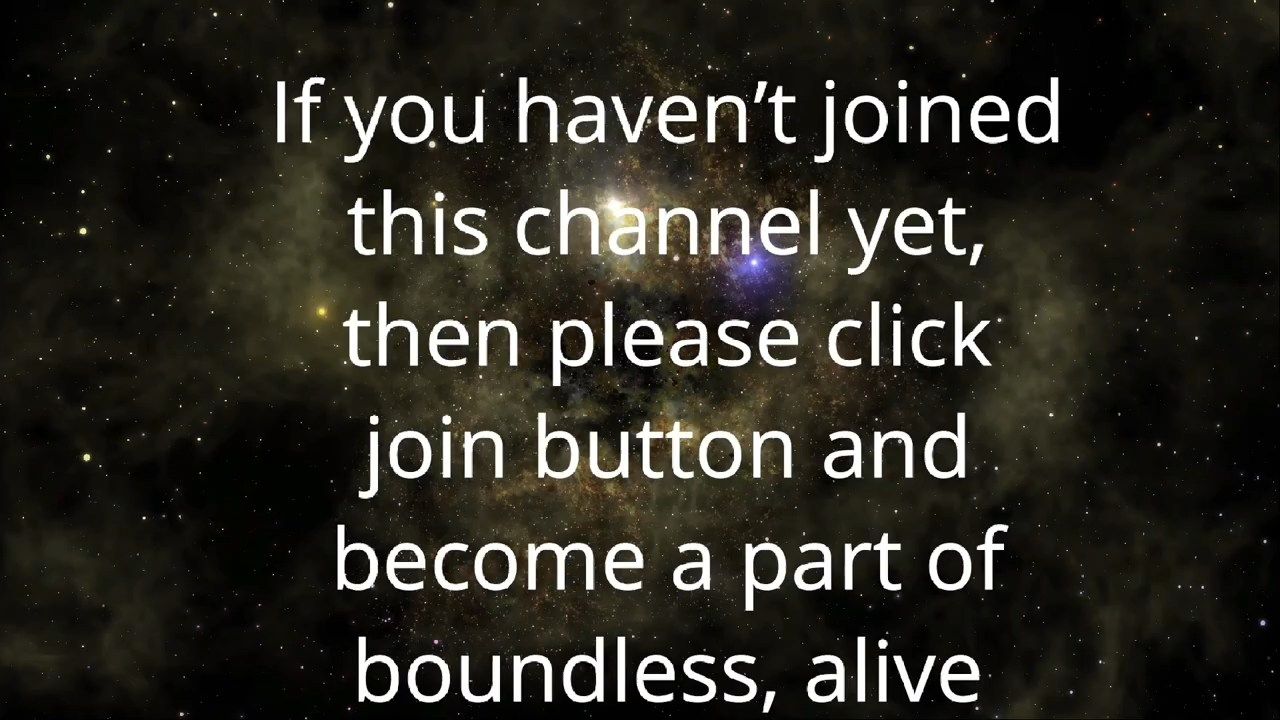 If you haven’t joined
this channel yet,
then please click
join button and
become a part of
boundless, alive